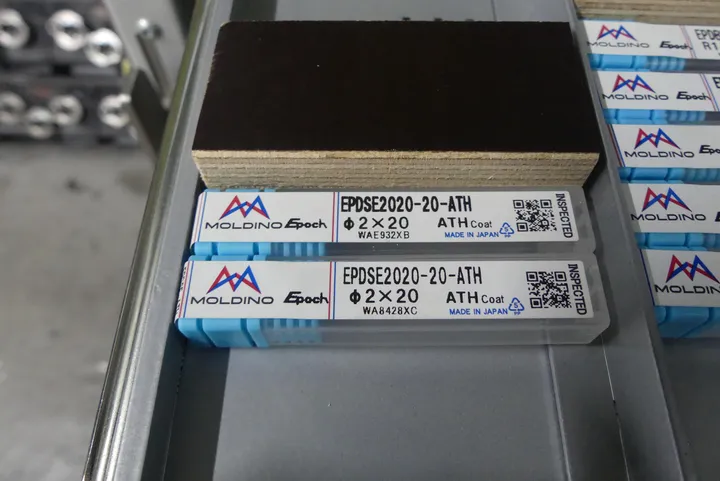 MOLDINO Epoch
EPDSE2020-20-ATH
Φ2×20 ATH Coat
WAE932XB MADE IN JAPAN
INSPECTED
MOLDINO Epoch
EPDSE2020-20-ATH
Φ2×20 ATH Coat
WA8428XC MADE IN JAPAN
INSPECTED
MOLDINO Epoch
MOLDINO Epoch
MOLDINO Epoch
MOLDINO
MOLDINO